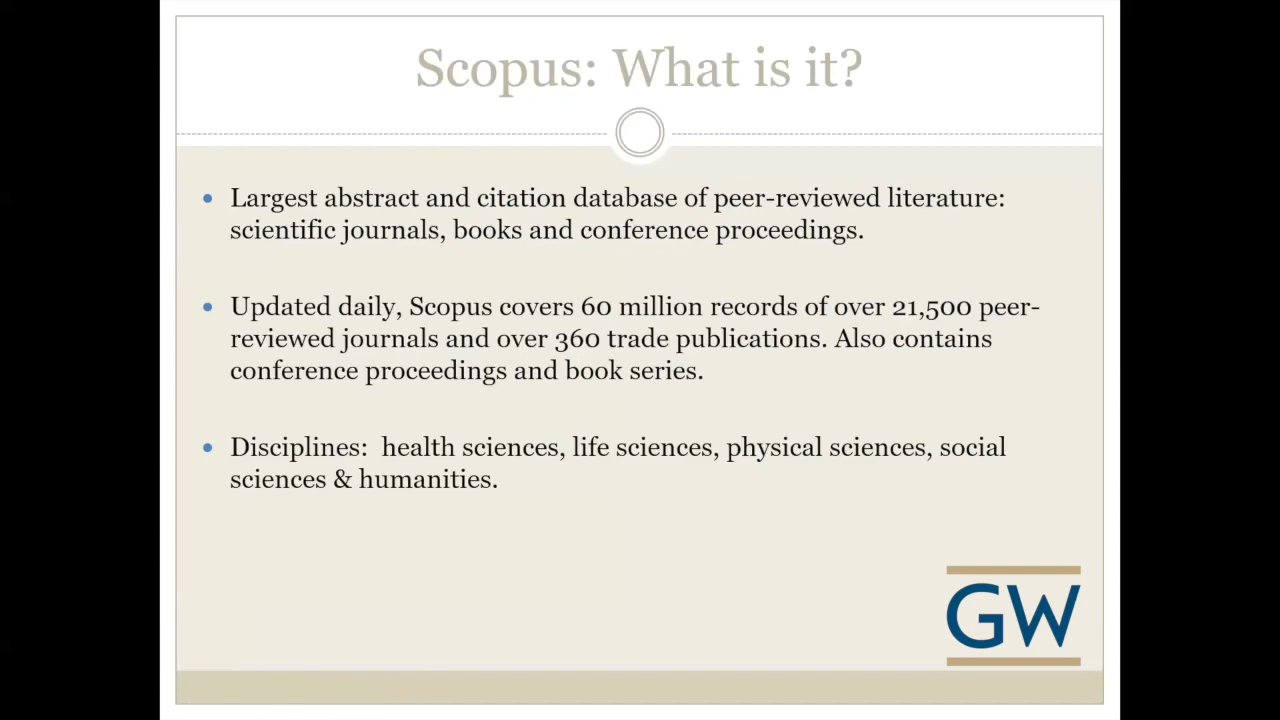 Scopus: What is it?
Largest abstract and citation database of peer-reviewed literature:
scientific journals, books and conference proceedings.
Updated daily, Scopus covers 60 million records of over 21,500 peer-
reviewed journals and over 360 trade publications. Also contains
conference proceedings and book series.
Disciplines:  health sciences, life sciences, physical sciences, social
sciences & humanities.
GW